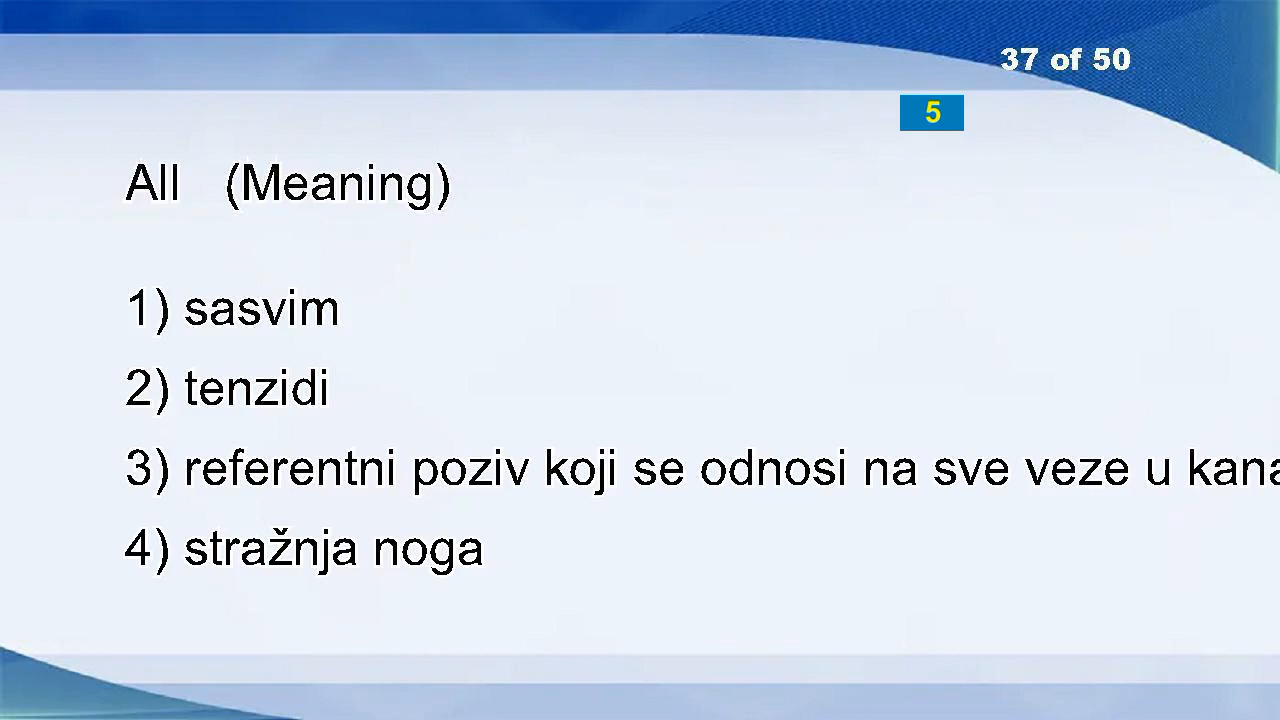 37 of 50
5
All (Meaning)
1) sasvim
2) tenzidi
3) referentni poziv koji se odnosi na sve veze u
4) stražnja noga